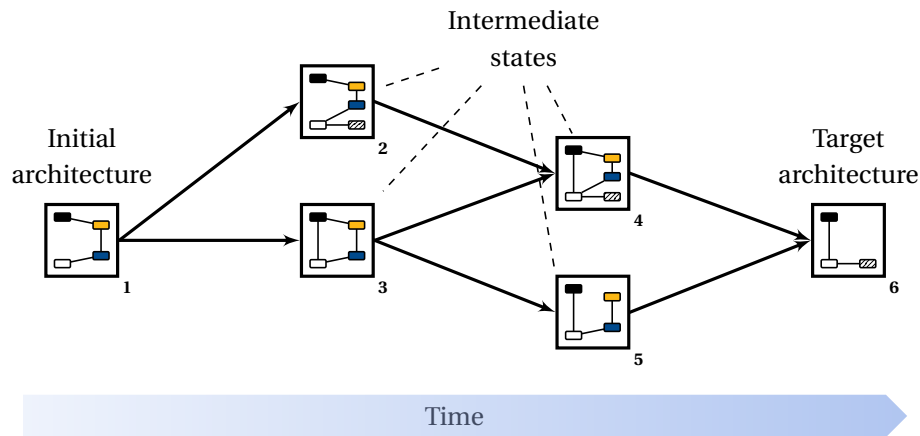 Intermediate
states
Initial
architecture
Target
architecture
2
4
1
3
6
5
Time